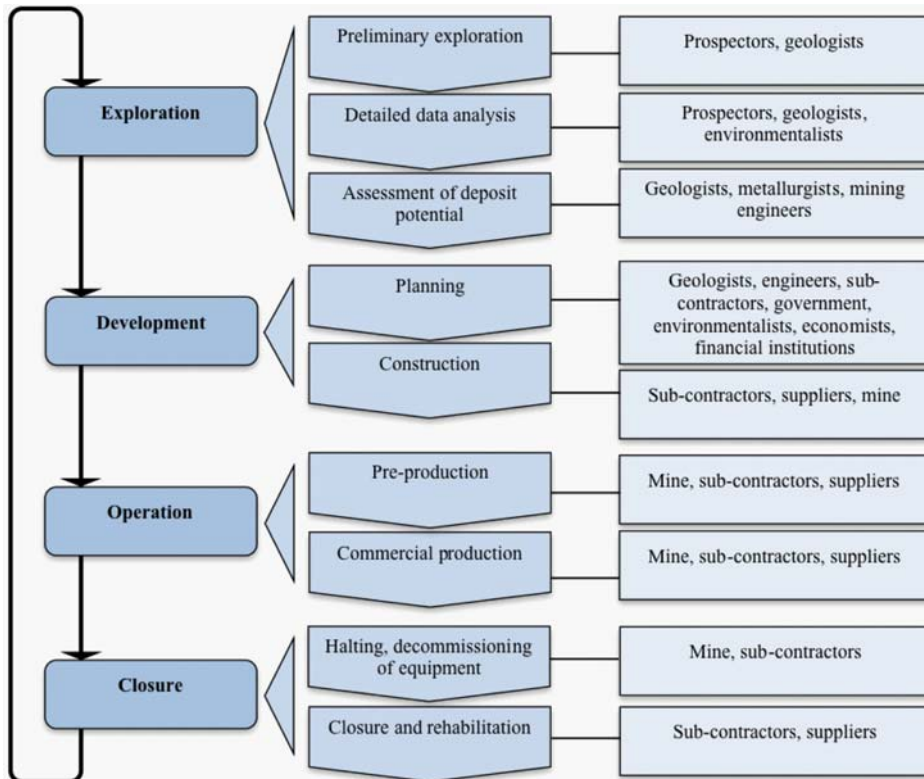 Exploration
Preliminary exploration
Prospectors, geologists
Detailed data analysis
Prospectors, geologists,
environmentalists
Assessment of deposit
potential
Geologists, metallurgists, mining
engineers
Development
Planning
Geologists, engineers, sub-
contractors, government,
environmentalists, economists,
financial institutions
Construction
Sub-contractors, suppliers, mine
Operation
Pre-production
Mine, sub-contractors, suppliers
Commercial production
Mine, sub-contractors, suppliers
Closure
Halting, decommissioning
of equipment
Mine, sub-contractors
Closure and rehabilitation
Sub-contractors, suppliers